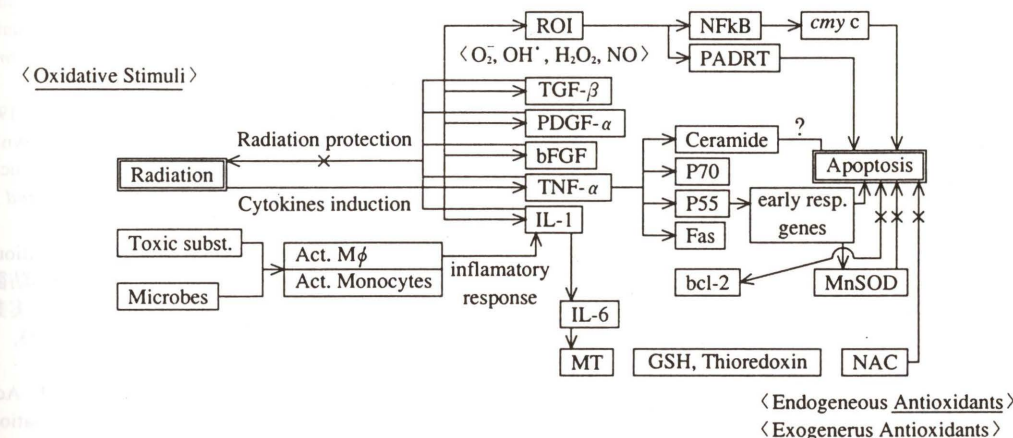 ROI
NFkB
cmy c
〈O₂⁻, OH˙, H₂O₂, NO〉
PADRT
〈Oxidative Stimuli〉
TGF-β
PDGF-α
Radiation protection
bFGF
Ceramide
?
Apoptosis
Radiation
TNF-α
P70
Cytokines induction
IL-1
P55
early resp.
genes
Fas
Toxic subst.
Act. Mϕ
Act. Monocytes
inflamatory
response
Microbes
bcl-2
MnSOD
IL-6
MT
GSH, Thioredoxin
NAC
〈Endogeneous Antioxidants〉
〈Exogenerus Antioxidants〉